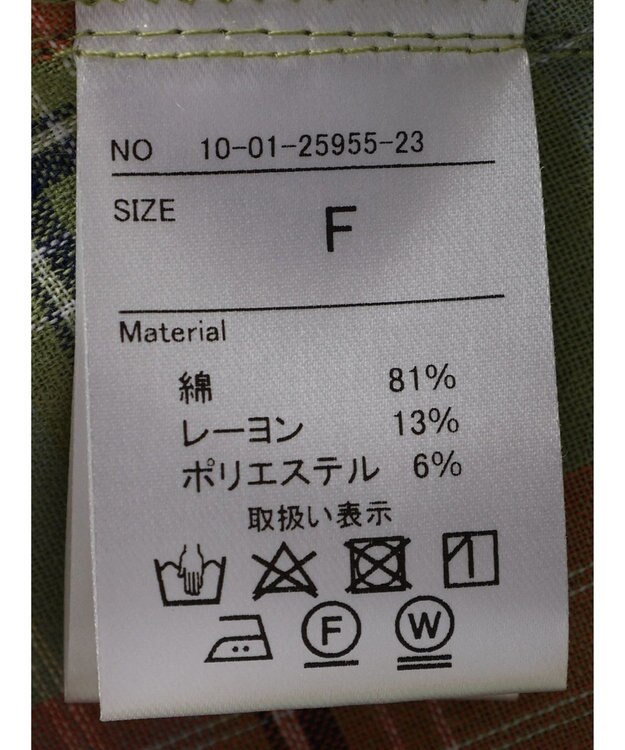 NO 10-01-25955-23
SIZE F
Material
綿 81%
レーヨン 13%
ポリエステル 6%
取扱い表示
F W